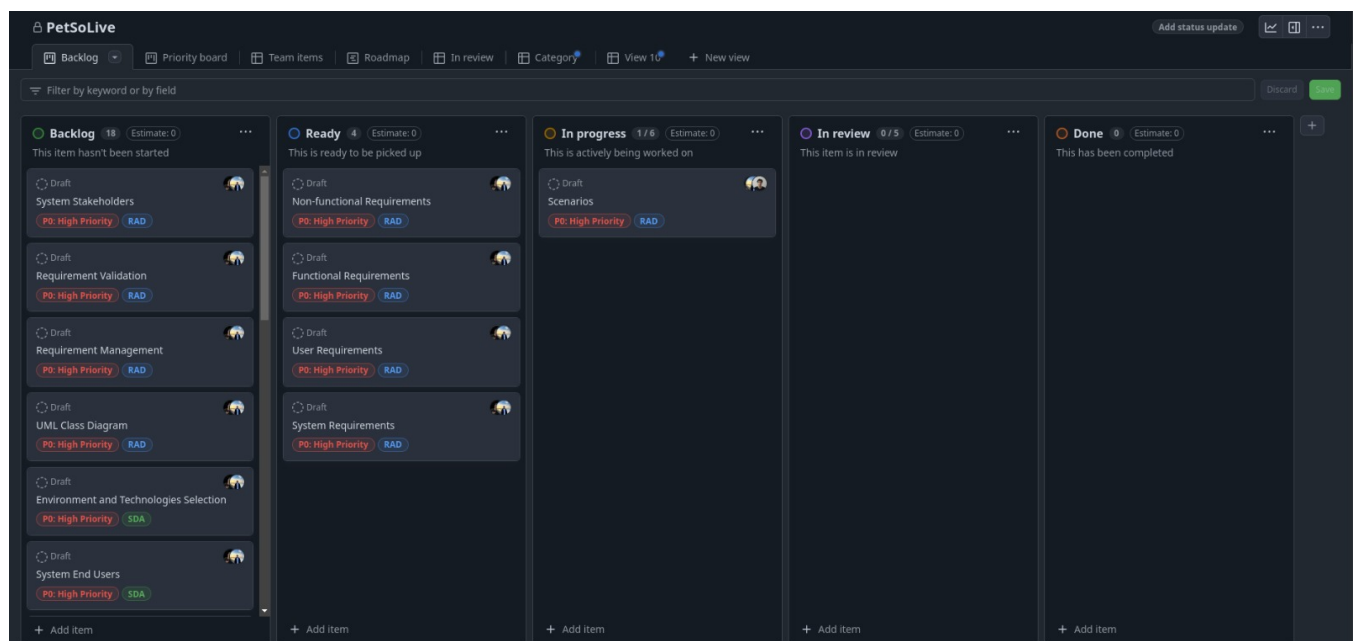 PetSoLive
Add status update
Backlog
Priority board
Team items
Roadmap
In review
Category
View 10
+ New view
Filter by keyword or by field
Discard
Save
Backlog 18 Estimate: 0
This item hasn't been started
Draft
System Stakeholders
P0: High Priority RAD
Draft
Requirement Validation
P0: High Priority RAD
Draft
Requirement Management
P0: High Priority RAD
Draft
UML Class Diagram
P0: High Priority RAD
Draft
Environment and Technologies Selection
P0: High Priority SDA
Draft
System End Users
P0: High Priority SDA
+ Add item
Ready 4 Estimate: 0
This is ready to be picked up
Draft
Non-functional Requirements
P0: High Priority RAD
Draft
Functional Requirements
P0: High Priority RAD
Draft
User Requirements
P0: High Priority RAD
Draft
System Requirements
P0: High Priority RAD
+ Add item
In progress 1 / 6 Estimate: 0
This is actively being worked on
Draft
Scenarios
P0: High Priority RAD
+ Add item
In review 0 / 5 Estimate: 0
This item is in review
+ Add item
Done 0 Estimate: 0
This has been completed
+ Add item